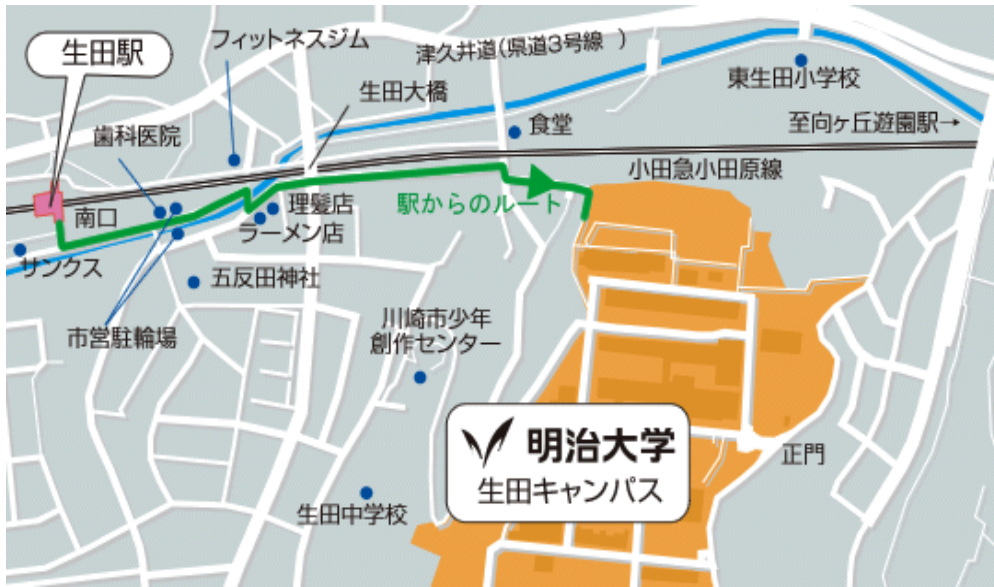 生田駅
フィットネスジム
津久井道(県道3号線 )
生田大橋
東生田小学校
歯科医院
食堂
至向ヶ丘遊園駅→
小田急小田原線
南口
理髪店
駅からのルート
ラーメン店
サンクス
五反田神社
市営駐輪場
川崎市少年
創作センター
明治大学
生田キャンパス
正門
生田中学校